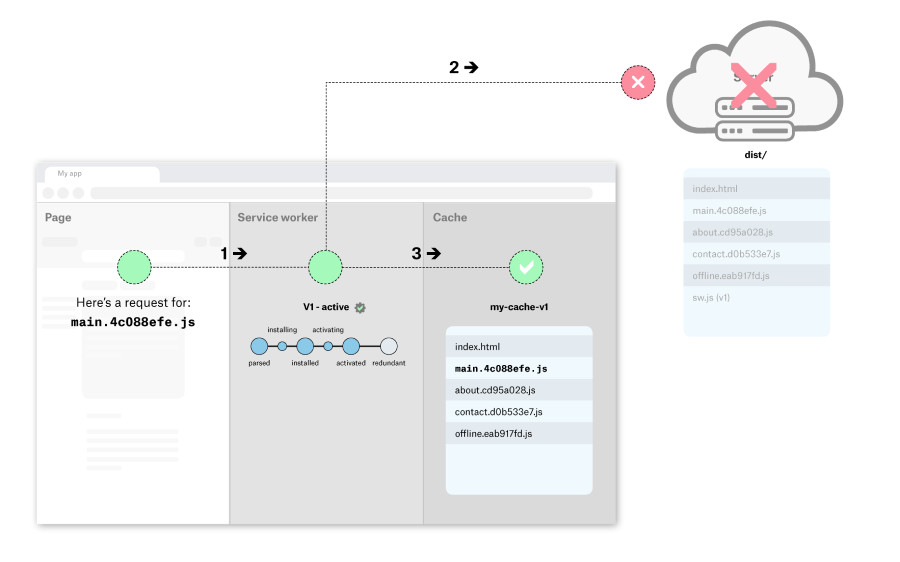 2 →
Server
dist/
index.html
main.4c088efe.js
about.cd95a028.js
contact.d0b533e7.js
offline.eab917fd.js
sw.js (v1)
My app
Page
Service worker
Cache
1 →
3 →
Here's a request for:
main.4c088efe.js
V1 - active
installing activating
parsed installed activated redundant
my-cache-v1
index.html
main.4c088efe.js
about.cd95a028.js
contact.d0b533e7.js
offline.eab917fd.js